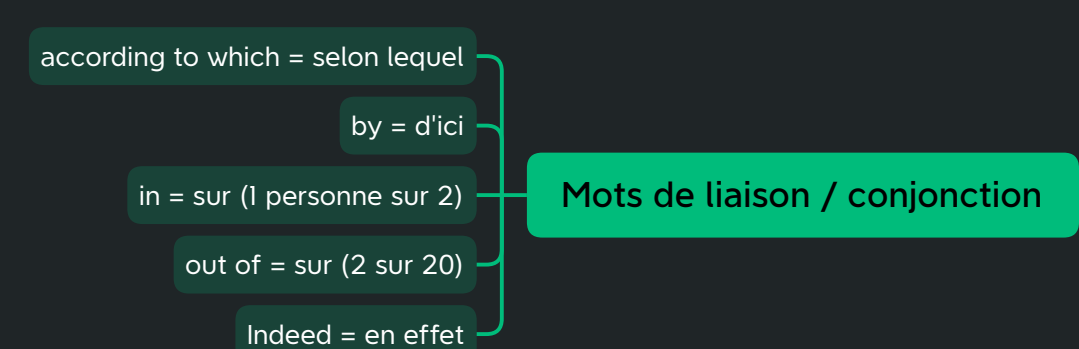 according to which = selon lequel
by = d'ici
in = sur (1 personne sur 2)
out of = sur (2 sur 20)
Indeed = en effet
Mots de liaison / conjonction